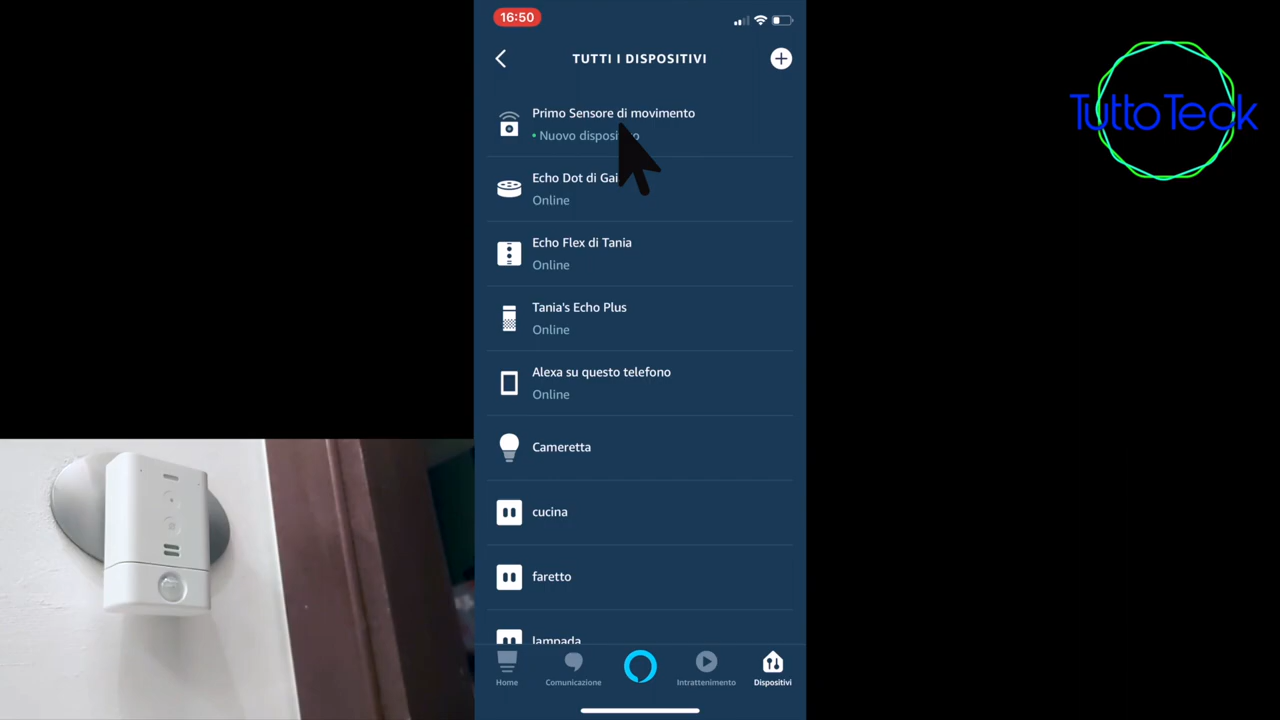 16:50
TUTTI I DISPOSITIVI
TuttoTeck
Primo Sensore di movimento
Nuovo
Echo Dot di
Online
Echo Flex di Tania
Online
Tania's Echo Plus
Online
Alexa su questo telefono
Online
Cameretta
cucina
faretto
lampada
Home
Comunicazione
Intrattenimento
Dispositivi